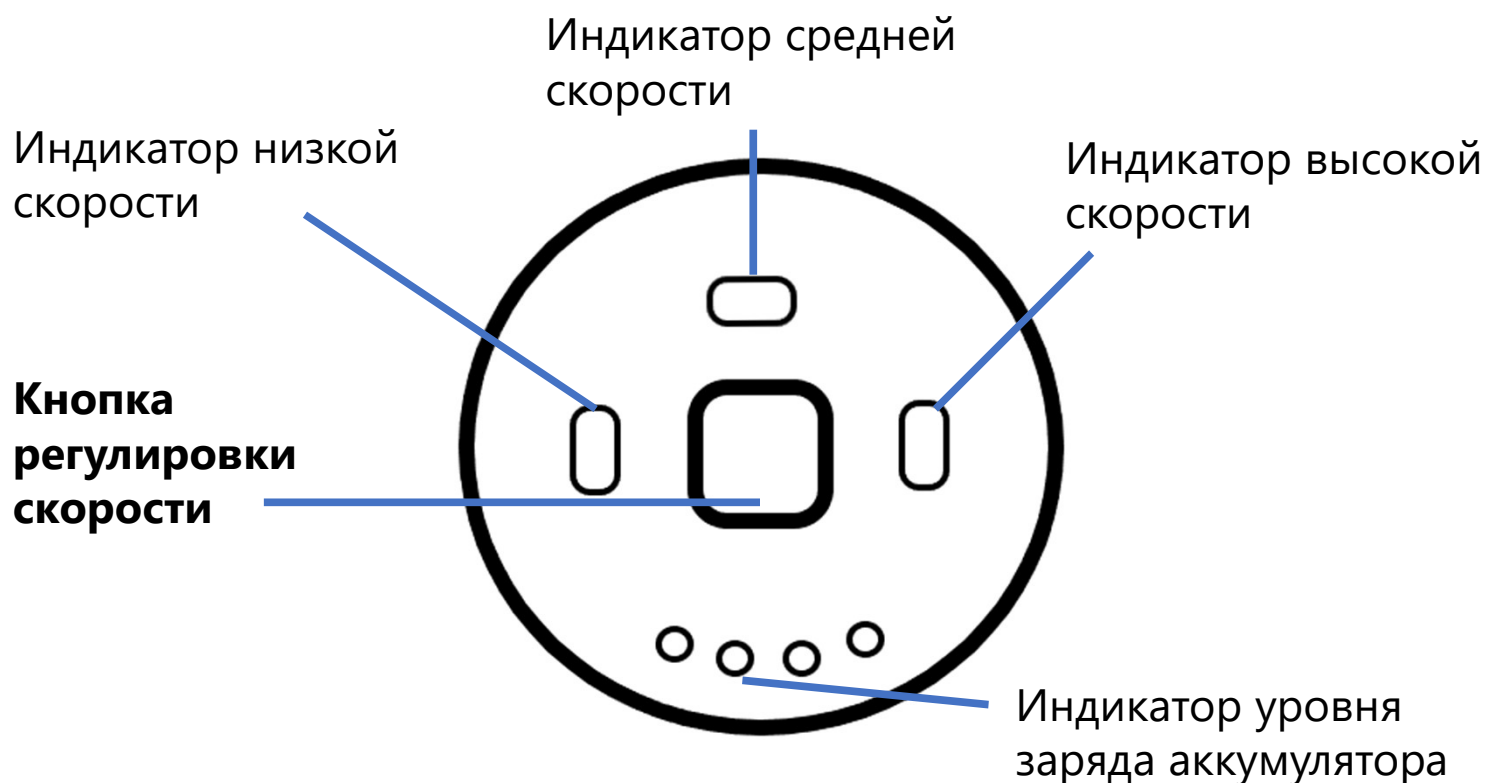 Индикатор средней
скорости
Индикатор низкой
скорости
Индикатор высокой
скорости
Кнопка
регулировки
скорости
Индикатор уровня
заряда аккумулятора